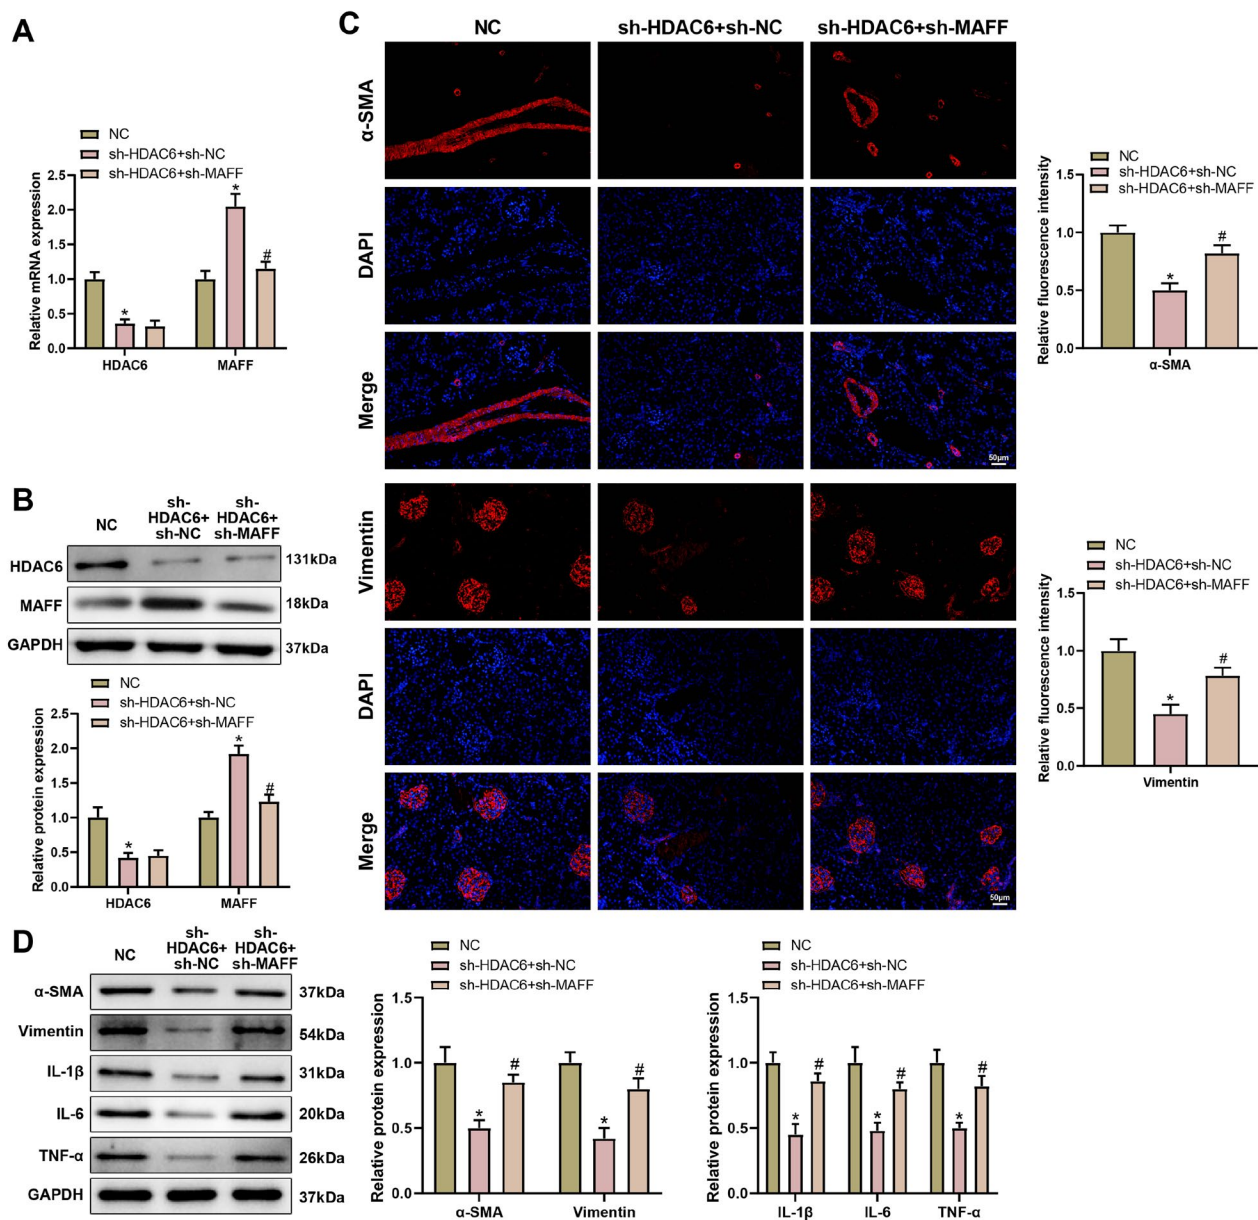 A
NC
sh-HDAC6+sh-NC
sh-HDAC6+sh-MAFF
Relative mRNA expression
2.5
2.0
1.5
1.0
0.5
0.0
*
*
#
HDAC6
MAFF
B
NC
sh-
HDAC6+
sh-NC
sh-
HDAC6+
sh-MAFF
HDAC6
131kDa
MAFF
18kDa
GAPDH
37kDa
NC
sh-HDAC6+sh-NC
sh-HDAC6+sh-MAFF
Relative protein expression
2.5
2.0
1.5
1.0
0.5
0.0
*
*
#
HDAC6
MAFF
C
NC
sh-HDAC6+sh-NC
sh-HDAC6+sh-MAFF
α-SMA
DAPI
Merge
50μm
NC
sh-HDAC6+sh-NC
sh-HDAC6+sh-MAFF
Relative fluorescence intensity
1.5
1.0
0.5
0.0
*
#
α-SMA
Vimentin
DAPI
Merge
50μm
NC
sh-HDAC6+sh-NC
sh-HDAC6+sh-MAFF
Relative fluorescence intensity
1.5
1.0
0.5
0.0
*
#
Vimentin
D
NC
sh-
HDAC6+
sh-NC
sh-
HDAC6+
sh-MAFF
α-SMA
37kDa
Vimentin
54kDa
IL-1β
31kDa
IL-6
20kDa
TNF-α
26kDa
GAPDH
37kDa
NC
sh-HDAC6+sh-NC
sh-HDAC6+sh-MAFF
Relative protein expression
1.5
1.0
0.5
0.0
*
#
*
#
α-SMA
Vimentin
NC
sh-HDAC6+sh-NC
sh-HDAC6+sh-MAFF
Relative protein expression
1.5
1.0
0.5
0.0
*
#
*
#
*
#
IL-1β
IL-6
TNF-α